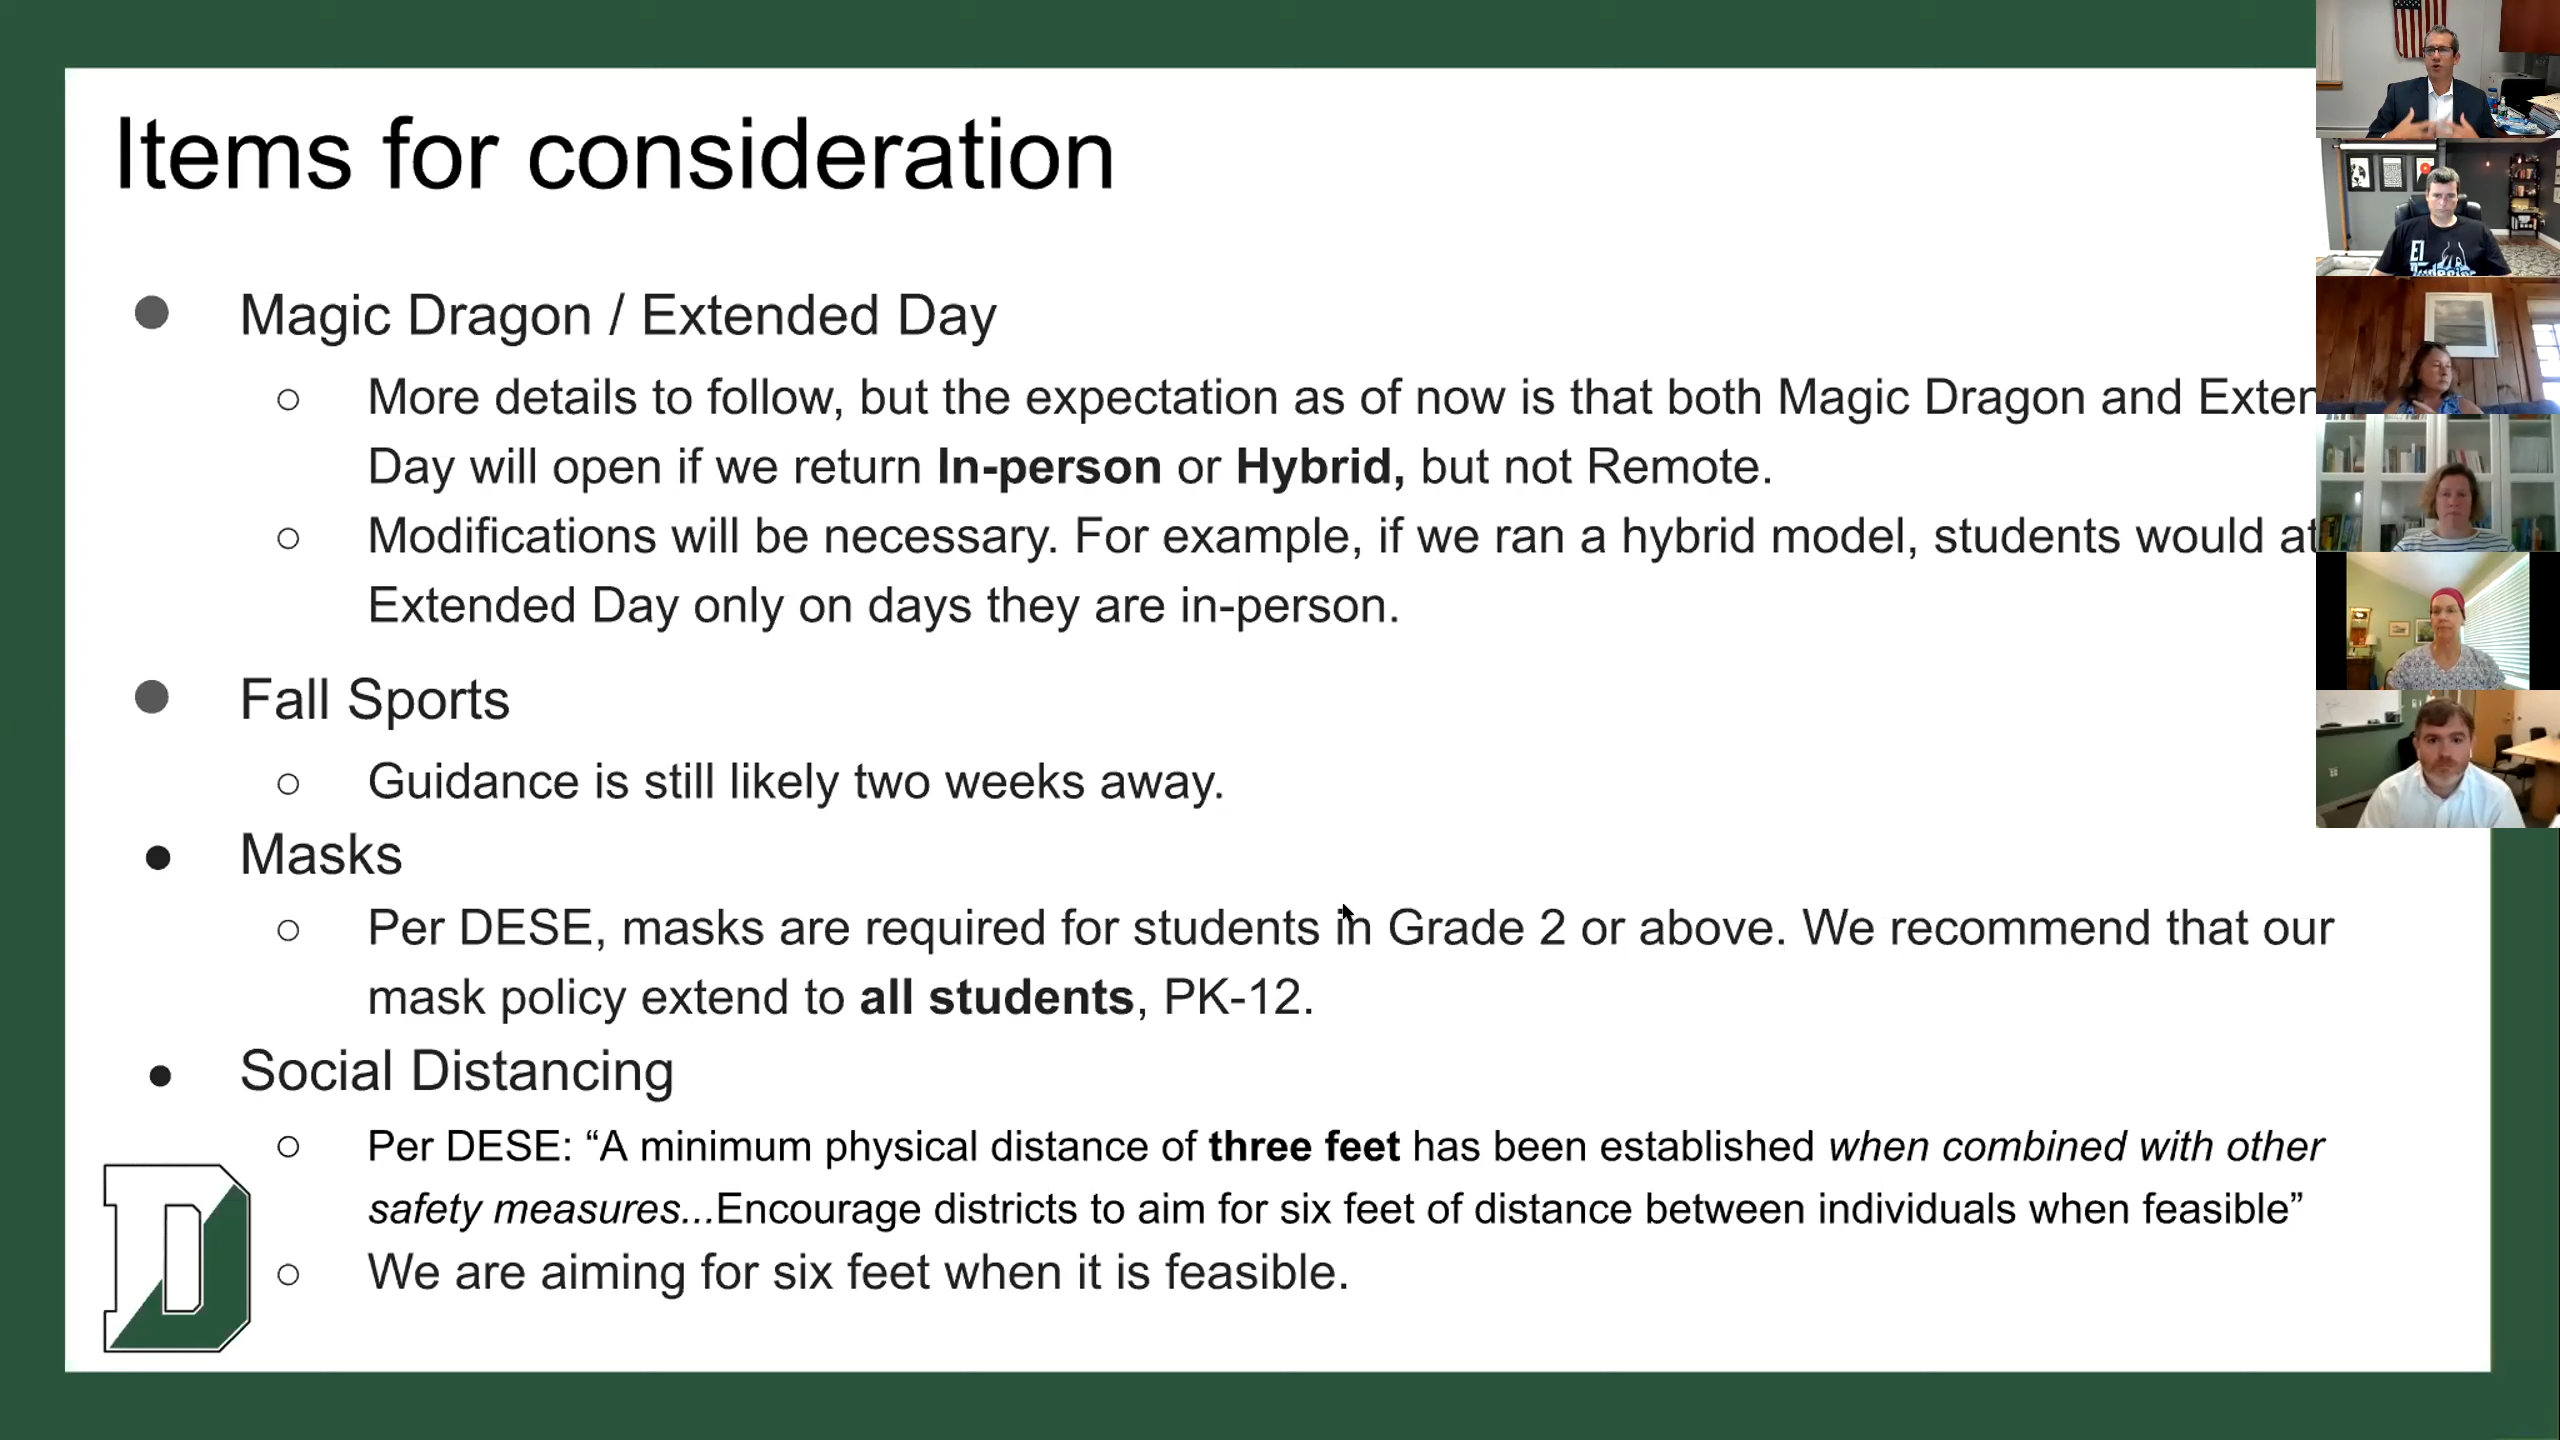 Items for consideration
Magic Dragon / Extended Day
More details to follow, but the expectation as of now is that both Magic Dragon and Exten
Day will open if we return In-person or Hybrid, but not Remote.
Modifications will be necessary. For example, if we ran a hybrid model, students would at
Extended Day only on days they are in-person.
Fall Sports
Guidance is still likely two weeks away.
Masks
Per DESE, masks are required for students in Grade 2 or above. We recommend that our
mask policy extend to all students, PK-12.
Social Distancing
Per DESE: “A minimum physical distance of three feet has been established when combined with other
safety measures...Encourage districts to aim for six feet of distance between individuals when feasible”
We are aiming for six feet when it is feasible.
D
El